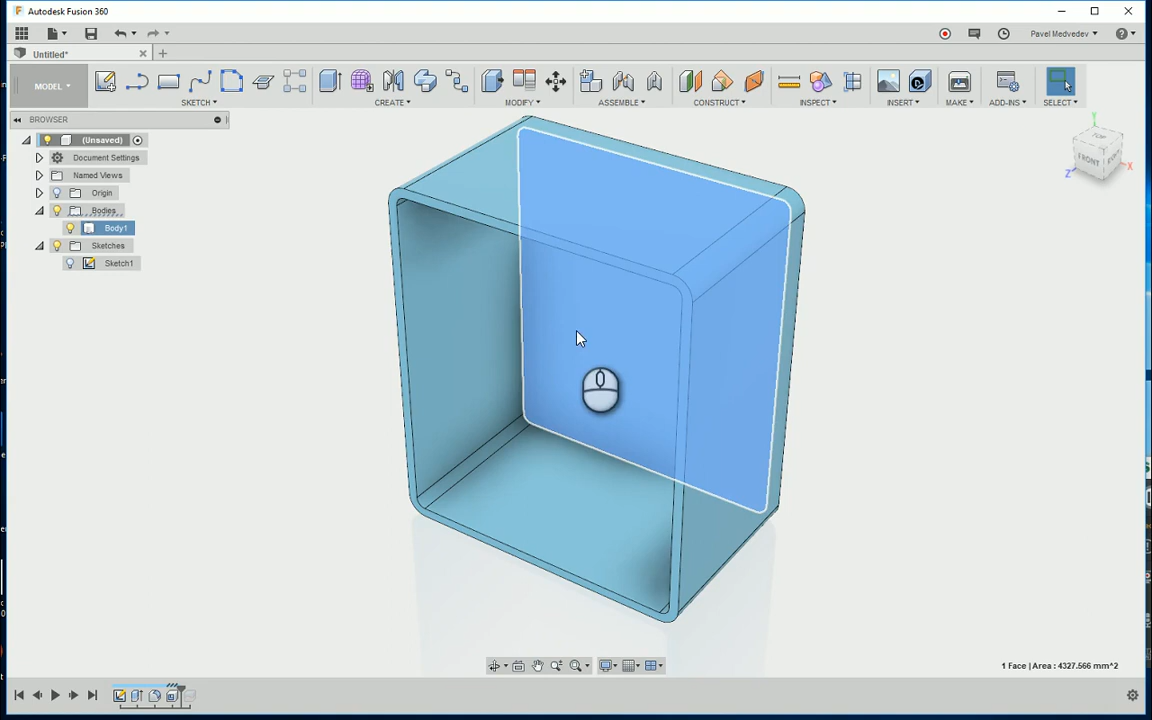 Autodesk Fusion 360
Pavel Medvedev
Untitled*
MODEL
SKETCH
CREATE
MODIFY
ASSEMBLE
CONSTRUCT
INSPECT
INSERT
MAKE
ADD-INS
SELECT
BROWSER
(Unsaved)
Document Settings
Named Views
Origin
Bodies
Body1
Sketches
Sketch1
Y
FRONT
X
Z
1 Face | Area : 4327.566 mm^2